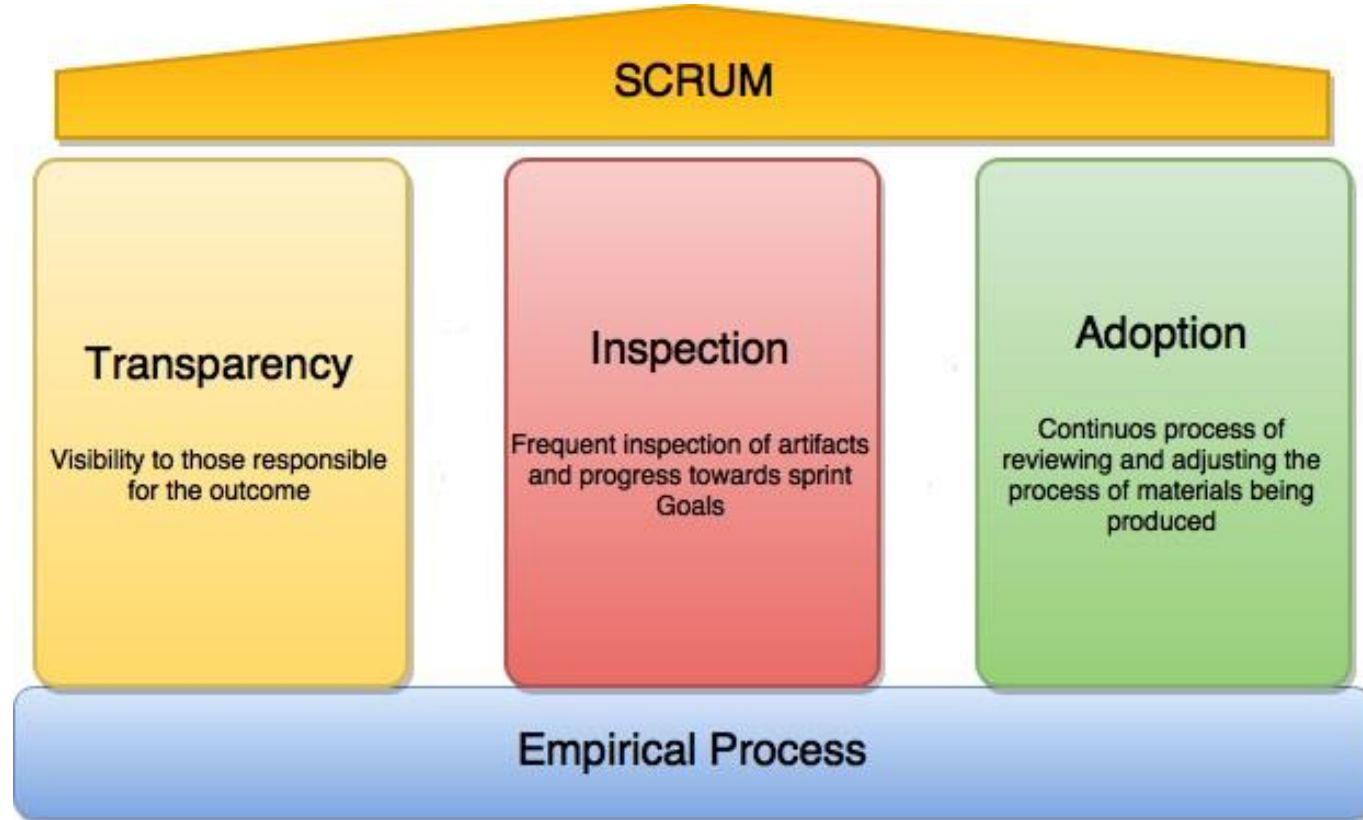 SCRUM
Transparency
Visibility to those responsible
for the outcome
Inspection
Frequent inspection of artifacts
and progress towards sprint
Goals
Adoption
Continuos process of
reviewing and adjusting the
process of materials being
produced
Empirical Process